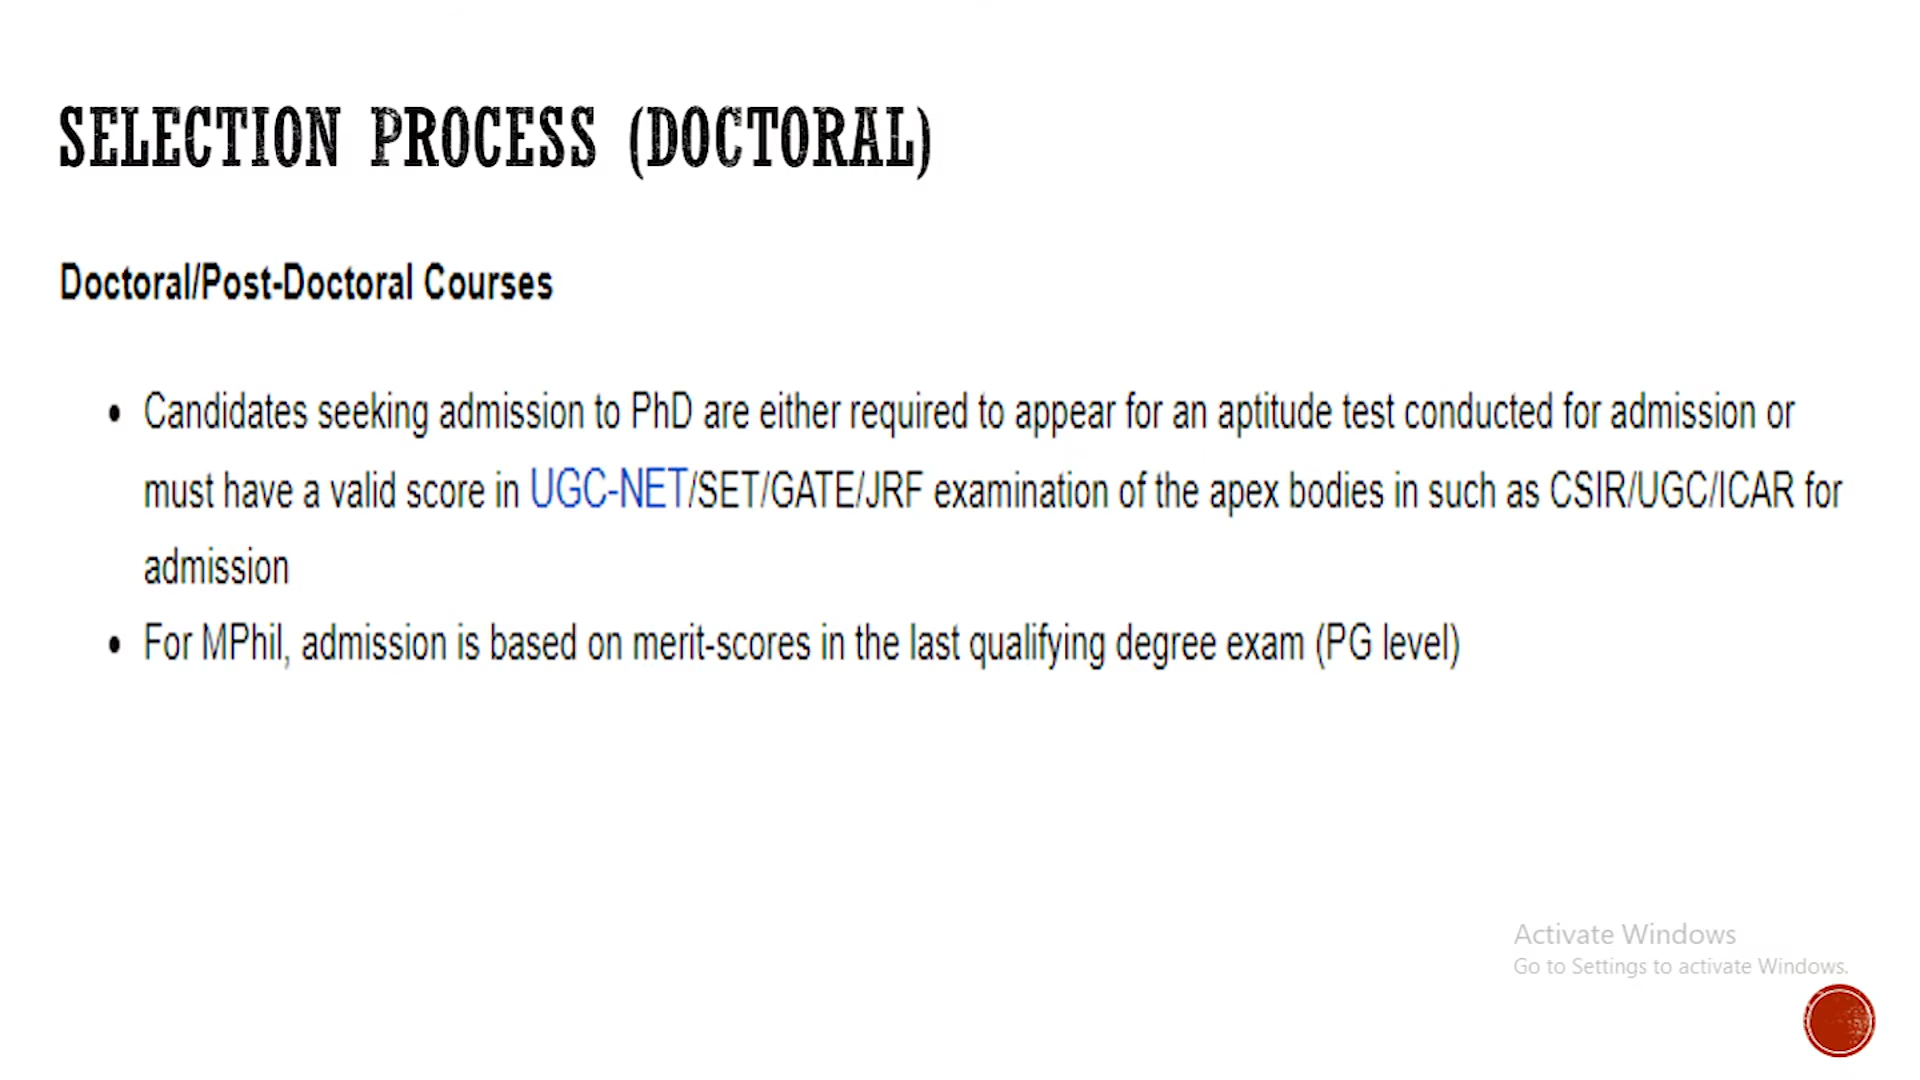 SELECTION PROCESS (DOCTORAL)
Doctoral/Post-Doctoral Courses
• Candidates seeking admission to PhD are either required to appear for an aptitude test conducted for admission or
must have a valid score in UGC-NET/SET/GATE/JRF examination of the apex bodies in such as CSIR/UGC/ICAR for
admission
• For MPhil, admission is based on merit-scores in the last qualifying degree exam (PG level)
Activate Windows
Go to Settings to activate Windows.